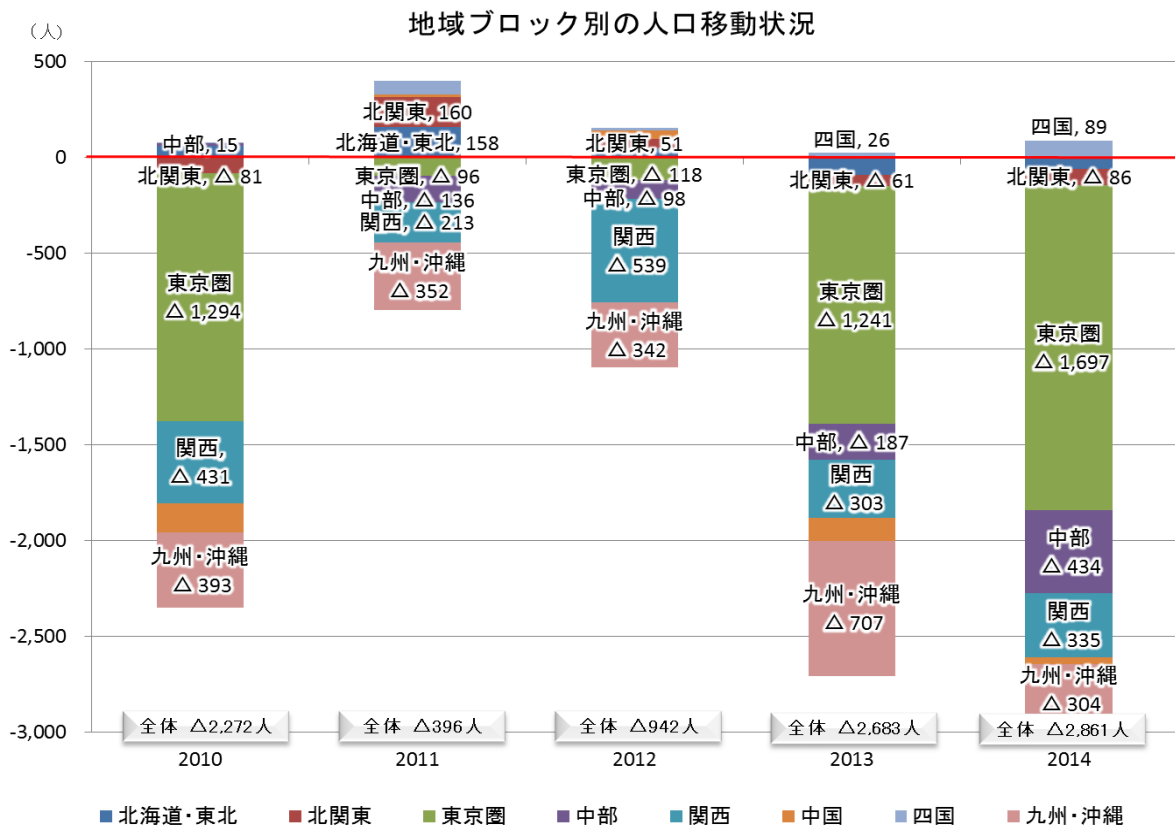 地域ブロック別の人口移動状況
（人）
500
0
-500
-1,000
-1,500
-2,000
-2,500
-3,000
中部, 15
北関東, △ 81
東京圏
△ 1,294
関西,
△ 431
九州・沖縄
△ 393
全体 △2,272人
2010
北関東, 160
北海道・東北, 158
東京圏, △ 96
中部, △ 136
関西, △ 213
九州・沖縄
△ 352
全体 △396人
2011
北関東, 51
東京圏, △ 118
中部, △ 98
関西
△ 539
九州・沖縄
△ 342
全体 △942人
2012
四国, 26
北関東, △ 61
東京圏
△ 1,241
中部, △ 187
関西
△ 303
九州・沖縄
△ 707
全体 △2,683人
2013
四国, 89
北関東, △ 86
東京圏
△ 1,697
中部
△ 434
関西
△ 335
九州・沖縄
△ 304
全体 △2,861人
2014
北海道・東北 北関東 東京圏 中部 関西 中国 四国 九州・沖縄